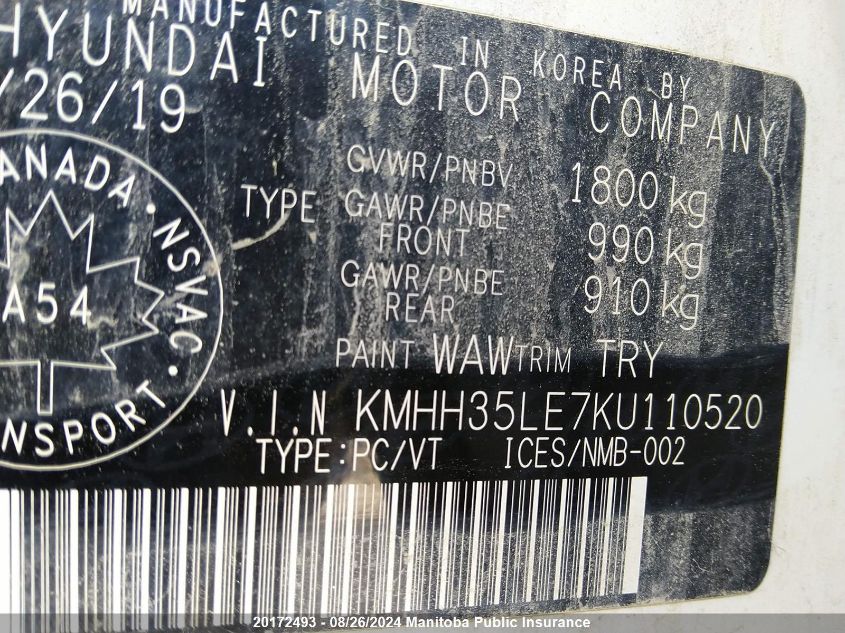 MANUFACTURED IN KOREA BY
HYUNDAI MOTOR COMPANY
/26/19
GVWR/PNBV 1800 kg
TYPE
GAWR/PNBE FRONT 990 kg
GAWR/PNBE REAR 910 kg
PAINT WAW TRIM TRY
V.I.N KMHH35LE7KU110520
TYPE:PC/VT ICES/NMB-002
ANADA · NSVAC ·
A54
NSPORT
20172493 - 08/26/2024 Manitoba Public Insurance